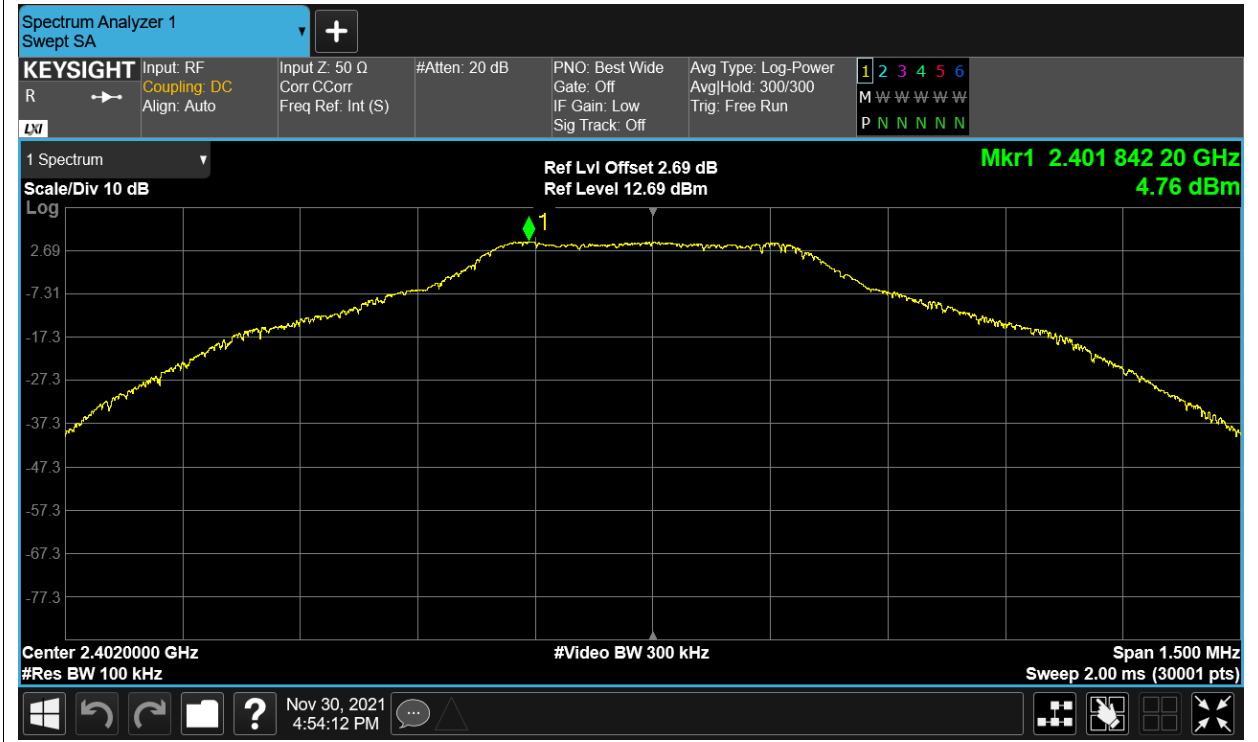 Spectrum Analyzer 1
Swept SA
+
KEYSIGHT
R
LXI
Input: RF
Coupling: DC
Align: Auto
Input Z: 50 Ω
Corr CCorr
Freq Ref: Int (S)
#Atten: 20 dB
PNO: Best Wide
Gate: Off
IF Gain: Low
Sig Track: Off
Avg Type: Log-Power
Avg|Hold: 300/300
Trig: Free Run
1 2 3 4 5 6
M W W W W W
P N N N N N
1 Spectrum
Scale/Div 10 dB
Log
Ref Lvl Offset 2.69 dB
Ref Level 12.69 dBm
Mkr1 2.401 842 20 GHz
4.76 dBm
1
2.69
-7.31
-17.3
-27.3
-37.3
-47.3
-57.3
-67.3
-77.3
Center 2.4020000 GHz
#Res BW 100 kHz
#Video BW 300 kHz
Span 1.500 MHz
Sweep 2.00 ms (30001 pts)
?
Nov 30, 2021
4:54:12 PM